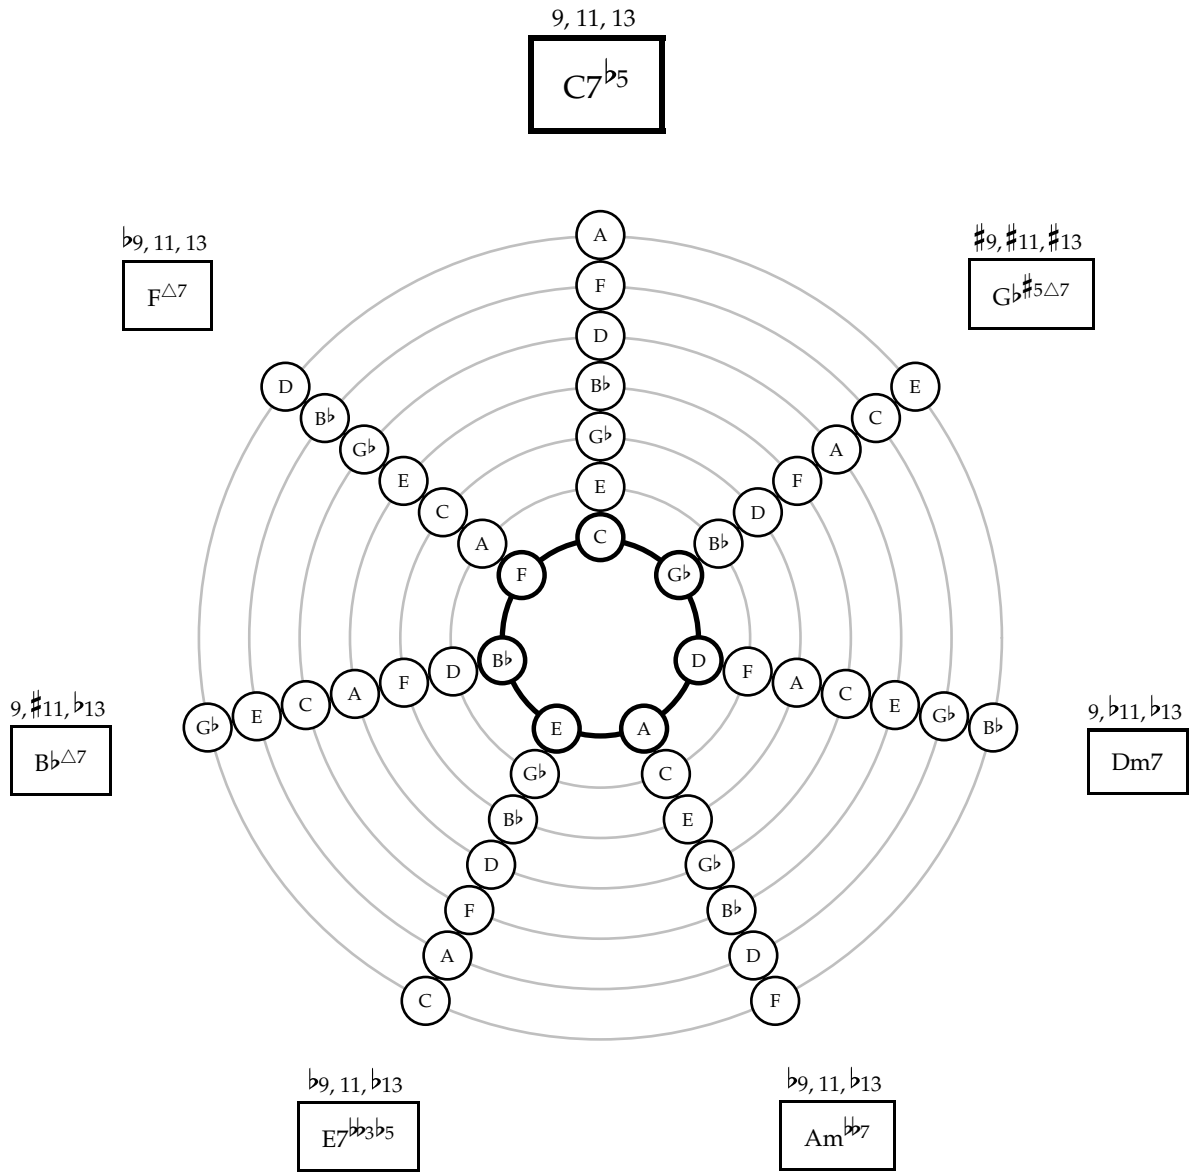 9, 11, 13
C7♭5
♭9, 11, 13
F△7
♯9, ♯11, ♯13
G♭♯5△7
A
F
D
B♭
G♭
E
C
D
B♭
G♭
E
C
A
F
E
C
A
F
D
B♭
G♭
9, ♯11, ♭13
B♭△7
G♭
E
C
A
F
D
B♭
D
F
A
C
E
G♭
B♭
9, ♭11, ♭13
Dm7
E
G♭
B♭
D
F
A
C
A
C
E
G♭
B♭
D
F
♭9, 11, ♭13
E7♭♭3♭5
♭9, 11, ♭13
Am♭♭7